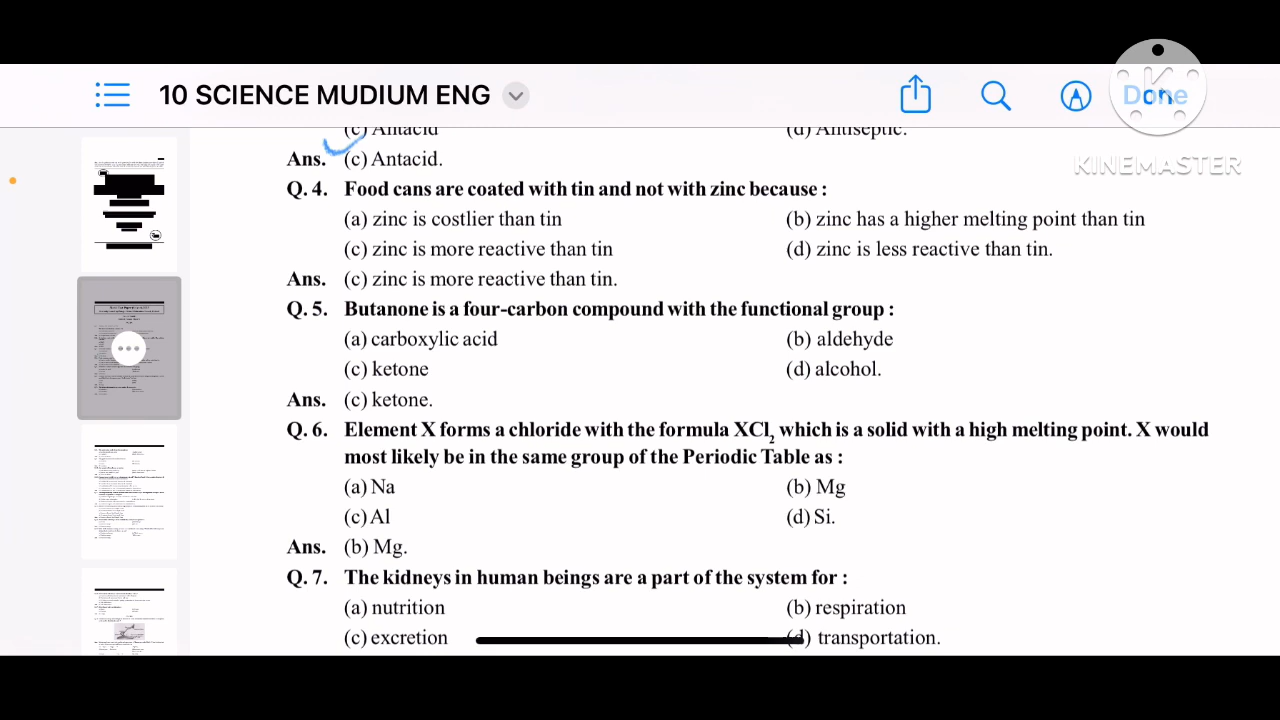 10 SCIENCE MUDIUM ENG
Done
KINEMASTER
(c) Antacid (d) Antiseptic.
Ans. (c) Antacid.
Q. 4. Food cans are coated with tin and not with zinc because :
(a) zinc is costlier than tin (b) zinc has a higher melting point than tin
(c) zinc is more reactive than tin (d) zinc is less reactive than tin.
Ans. (c) zinc is more reactive than tin.
Q. 5. Butanone is a four-carbon compound with the functional group :
(a) carboxylic acid (b) aldehyde
(c) ketone (d) alcohol.
Ans. (c) ketone.
Q. 6. Element X forms a chloride with the formula XCl₂ which is a solid with a high melting point. X would
most likely be in the same group of the Periodic Table as :
(a) Na (b) Mg
(c) Al (d) Si.
Ans. (b) Mg.
Q. 7. The kidneys in human beings are a part of the system for :
(a) nutrition (b) respiration
(c) excretion (d) transportation.